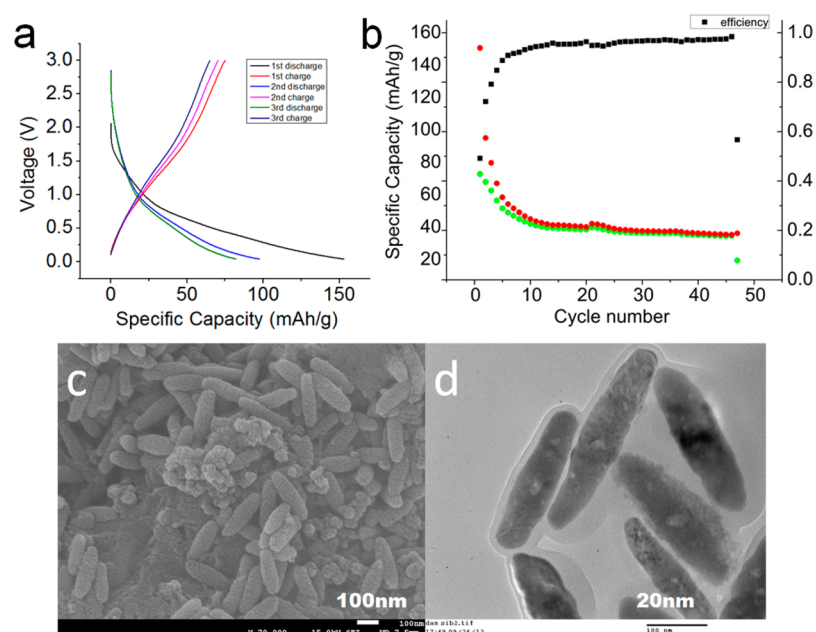 a
3.0
2.5
2.0
1.5
1.0
0.5
0.0
Voltage (V)
1st discharge
1st charge
2nd discharge
2nd charge
3rd discharge
3rd charge
0
50
100
150
Specific Capacity (mAh/g)
b
efficiency
160
140
120
100
80
60
40
20
Specific Capacity (mAh/g)
1.0
0.8
0.6
0.4
0.2
0.0
0
10
20
30
40
50
Cycle number
c
100nm
100nm
d
20nm
100 nm